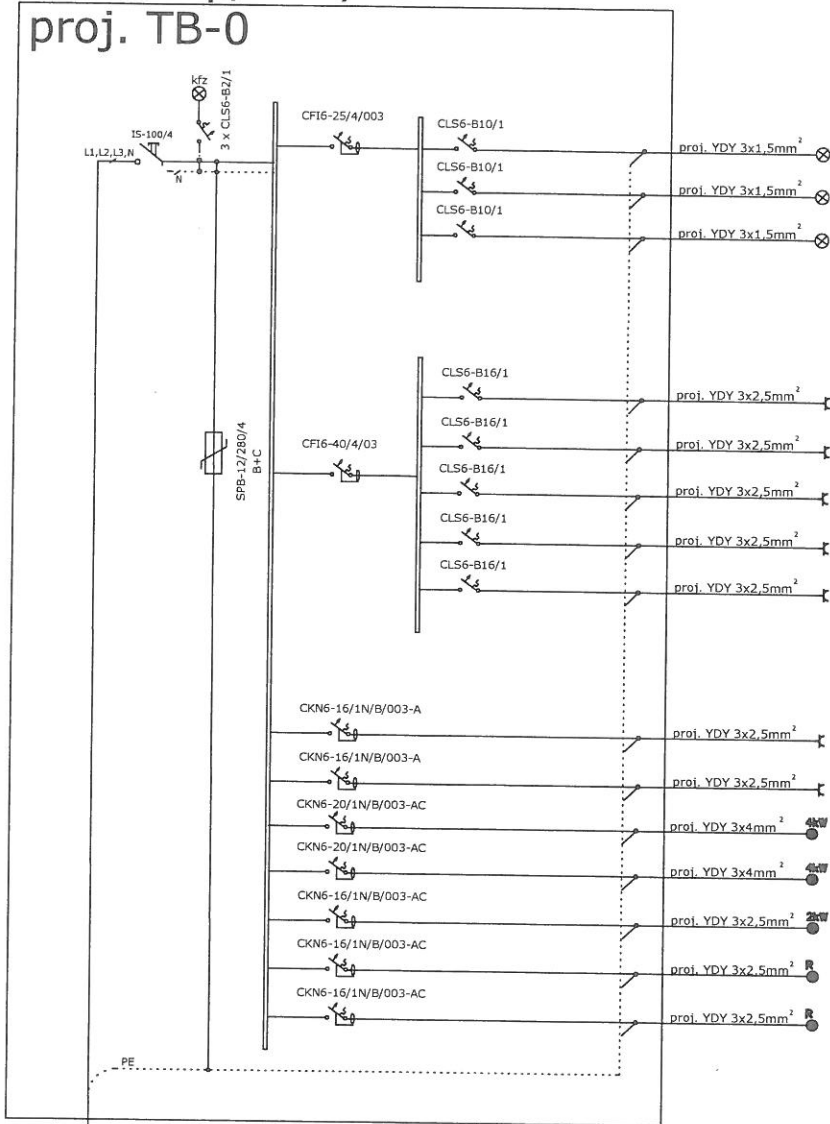 proj. TB-0
kfz
3 x CLS6-B2/1
IS-100/4
L1,L2,L3,N
N
CFI6-25/4/003
CLS6-B10/1
proj. YDY 3x1,5mm²
CLS6-B10/1
proj. YDY 3x1,5mm²
CLS6-B10/1
proj. YDY 3x1,5mm²
SPB-12/280/4
B+C
CFI6-40/4/03
CLS6-B16/1
proj. YDY 3x2,5mm²
CLS6-B16/1
proj. YDY 3x2,5mm²
CLS6-B16/1
proj. YDY 3x2,5mm²
CLS6-B16/1
proj. YDY 3x2,5mm²
CLS6-B16/1
proj. YDY 3x2,5mm²
CKN6-16/1N/B/003-A
proj. YDY 3x2,5mm²
CKN6-16/1N/B/003-A
proj. YDY 3x2,5mm²
CKN6-20/1N/B/003-AC
proj. YDY 3x4mm² 4kW
CKN6-20/1N/B/003-AC
proj. YDY 3x4mm² 4kW
CKN6-16/1N/B/003-AC
proj. YDY 3x2,5mm² 2kW
CKN6-16/1N/B/003-AC
proj. YDY 3x2,5mm² R
CKN6-16/1N/B/003-AC
proj. YDY 3x2,5mm² R
PE